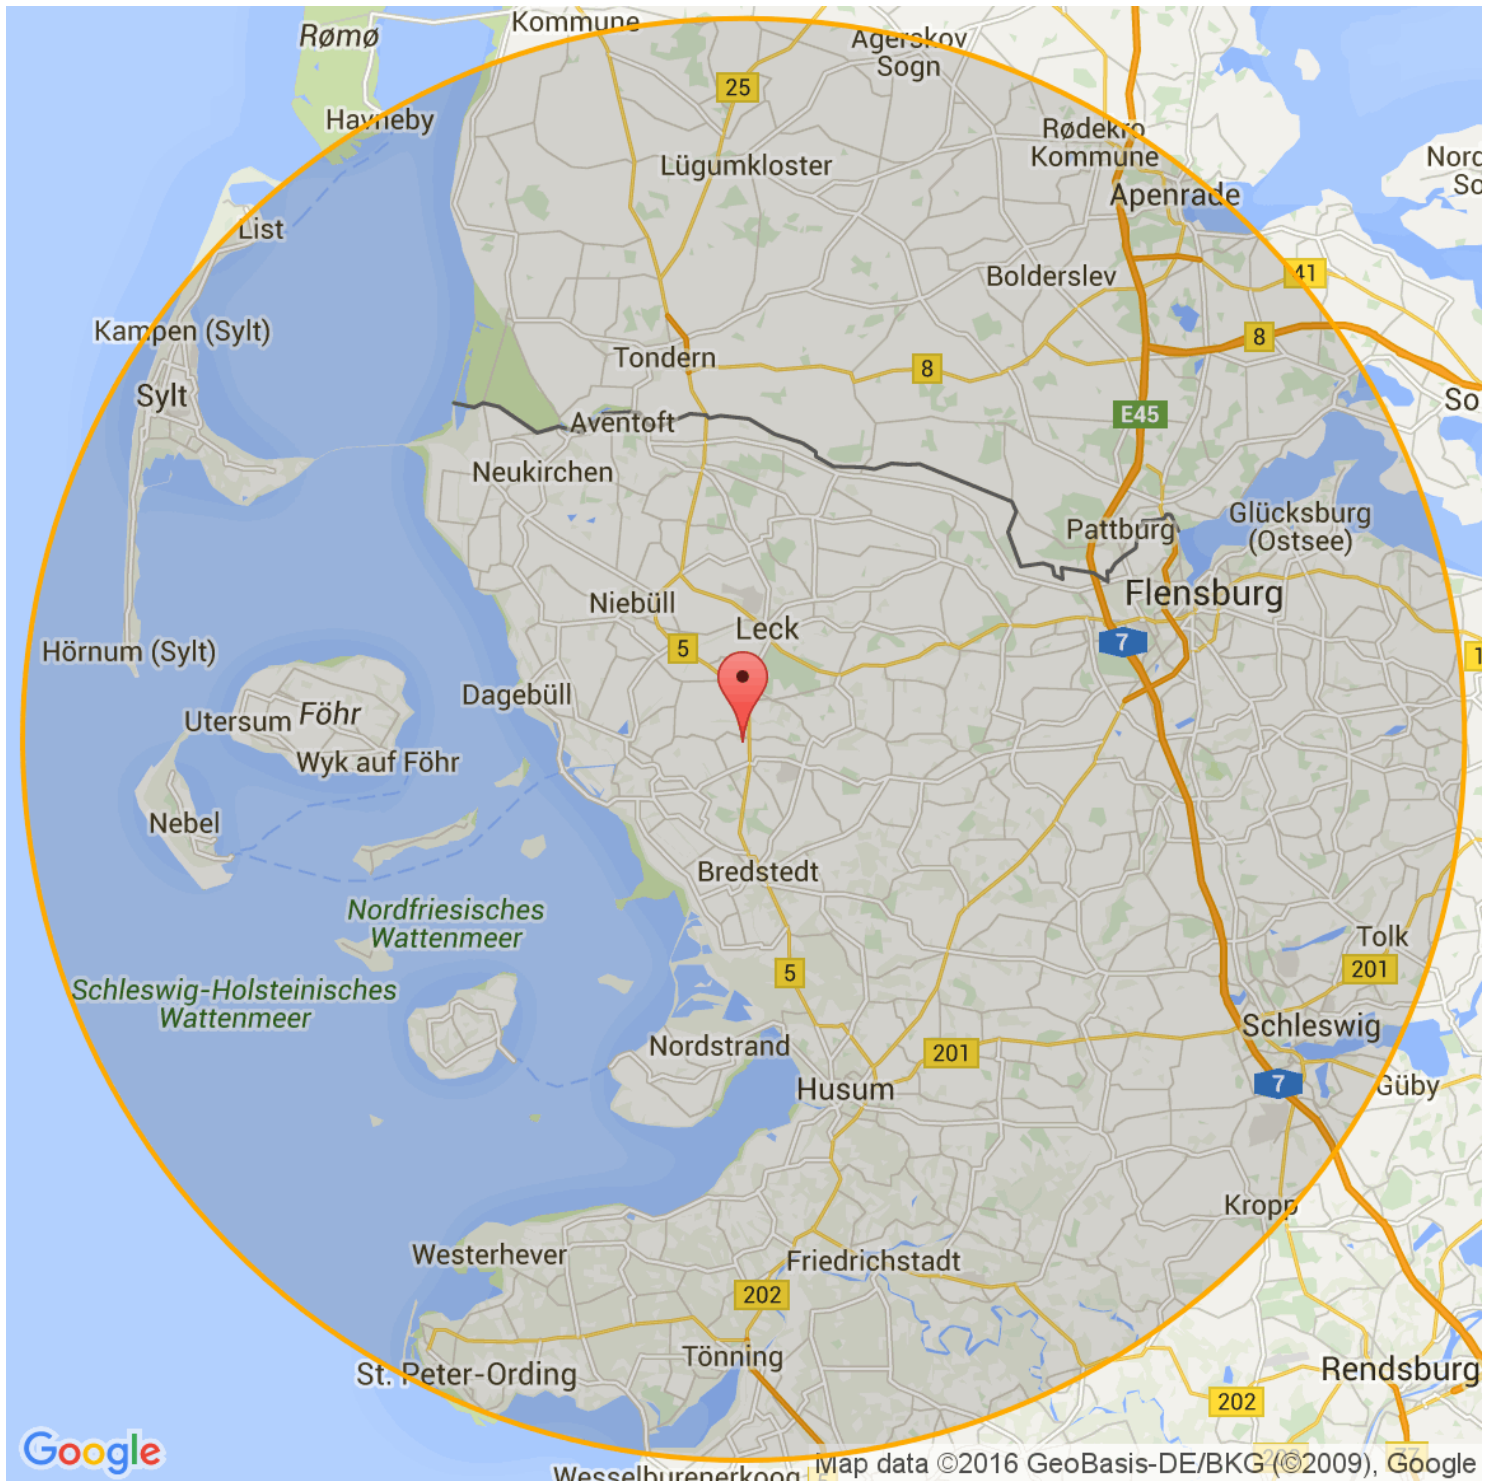 Kommune
Rømø
Agerskov
Sogn
25
Havneby
Rødekro
Kommune
Lügumkloster
Apenrade
List
Bolderslev
41
Kampen (Sylt)
8
Tondern
8
Sylt
E45
So
Aventoft
Neukirchen
Glücksburg
(Ostsee)
Pattburg
Flensburg
Niebüll
Leck
7
5
Hörnum (Sylt)
Dagebüll
Utersum
Föhr
Wyk auf Föhr
Nebel
Bredstedt
Nordfriesisches
Wattenmeer
Tolk
201
5
Schleswig-Holsteinisches
Wattenmeer
Schleswig
Nordstrand
201
Husum
7
Güby
Kropp
Westerhever
Friedrichstadt
202
Tönning
St. Peter-Ording
Rendsburg
202
Google
Map data ©2016 GeoBasis-DE/BKG (©2009), Google
Wesselburenerkoog